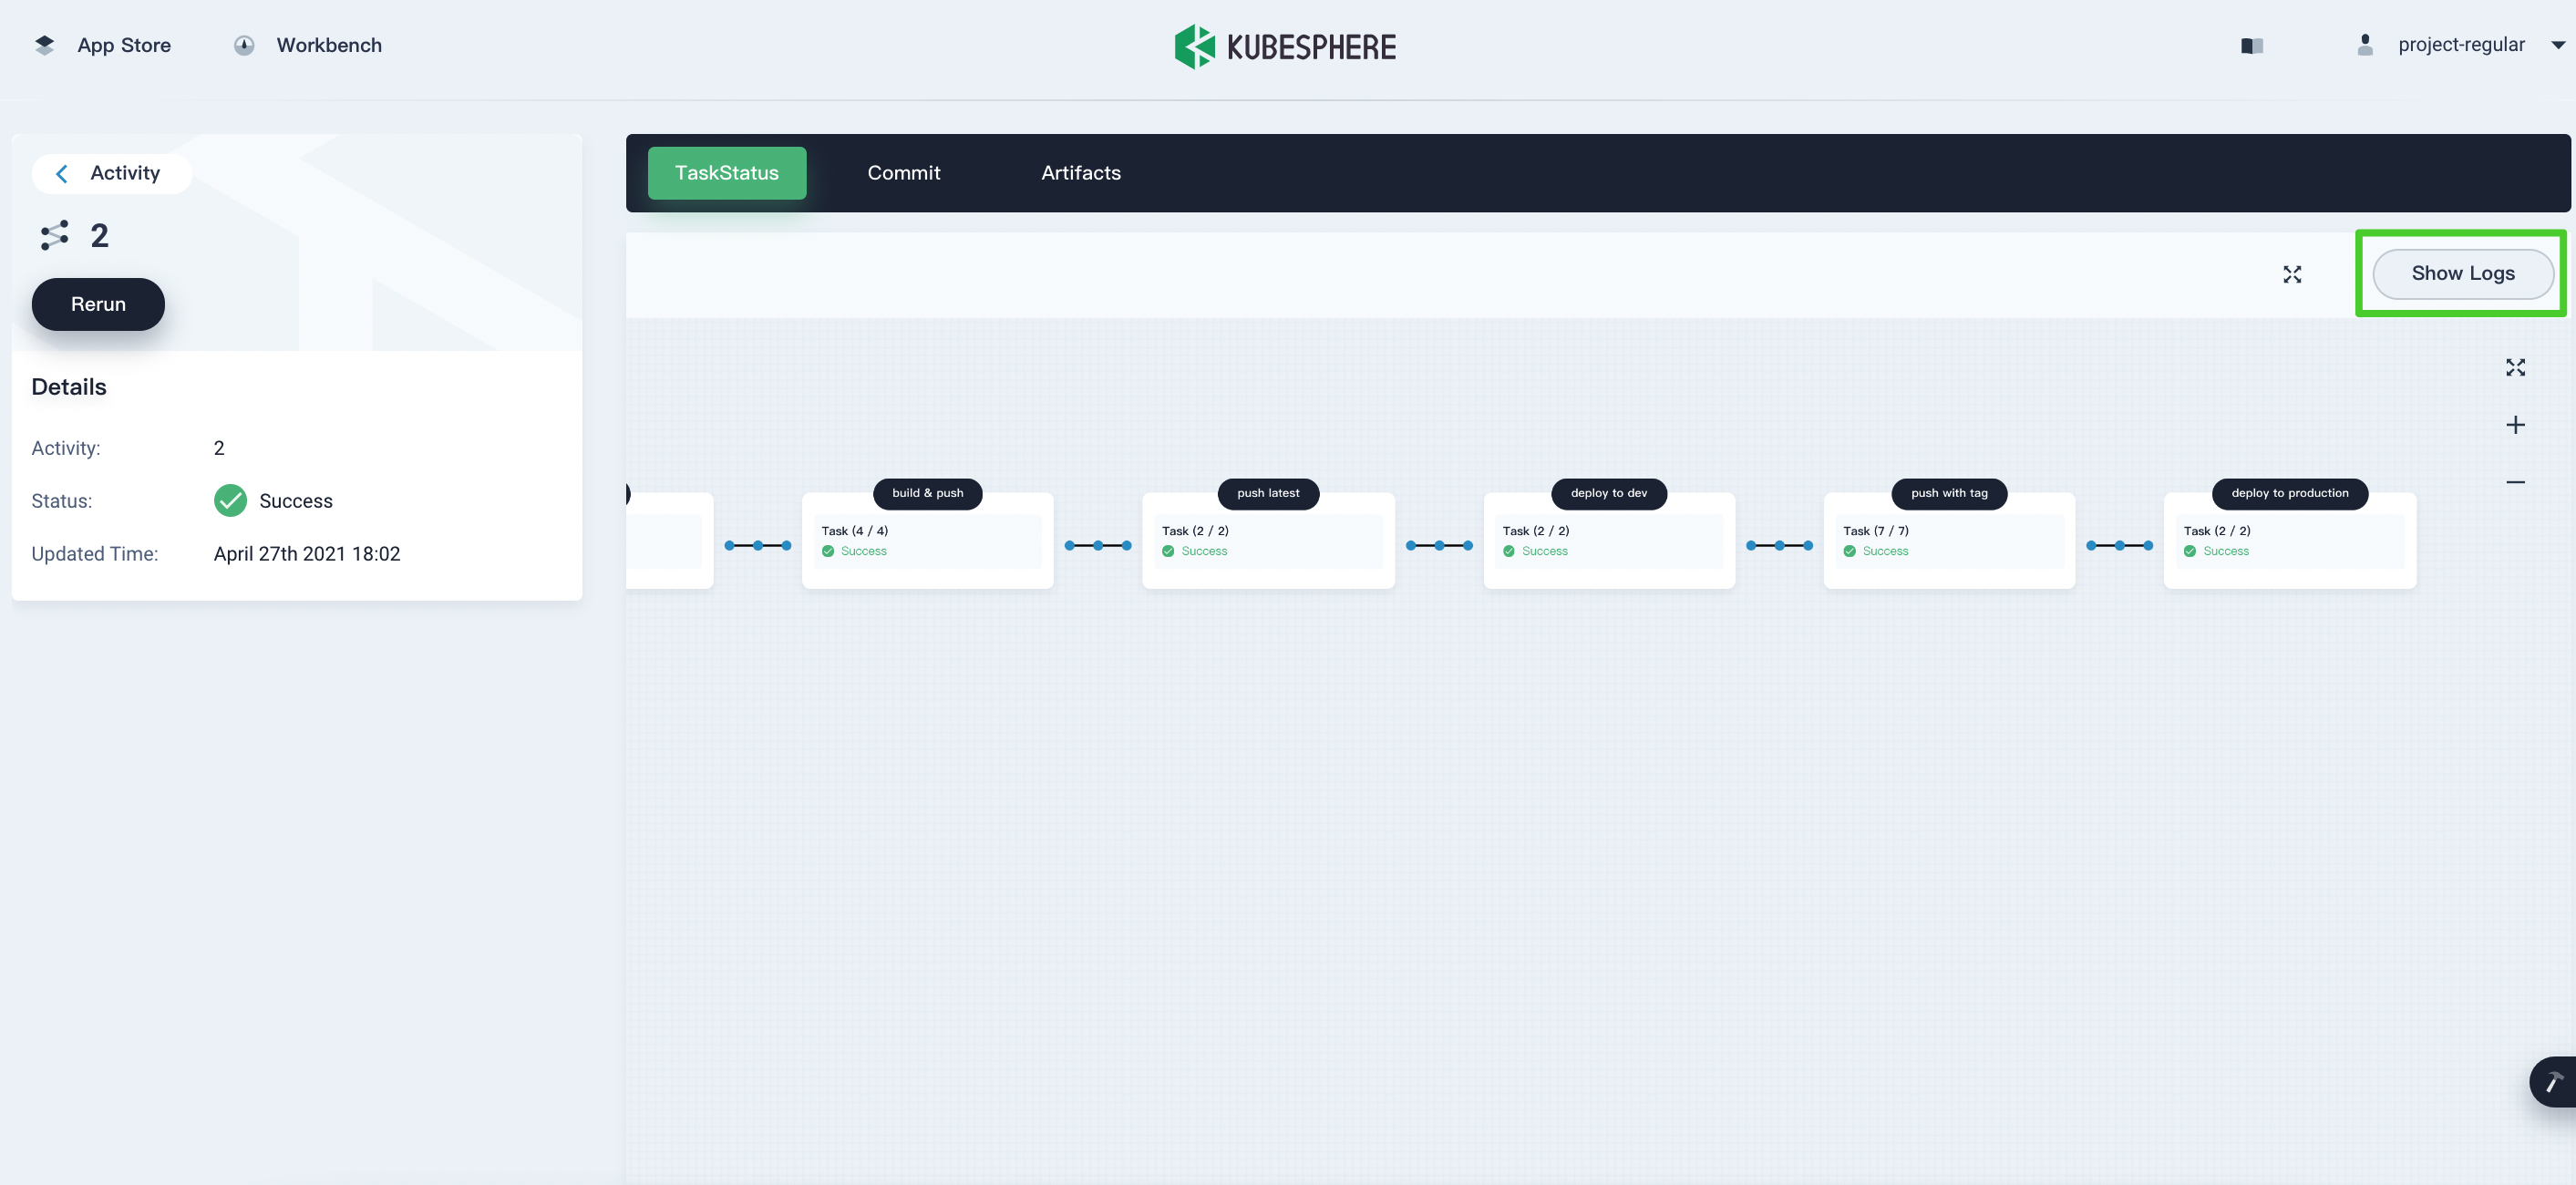 App Store
Workbench
KUBESPHERE
project-regular
Activity
2
Rerun
Details
Activity: 2
Status: Success
Updated Time: April 27th 2021 18:02
TaskStatus
Commit
Artifacts
Show Logs
build & push
Task (4 / 4)
Success
push latest
Task (2 / 2)
Success
deploy to dev
Task (2 / 2)
Success
push with tag
Task (7 / 7)
Success
deploy to production
Task (2 / 2)
Success